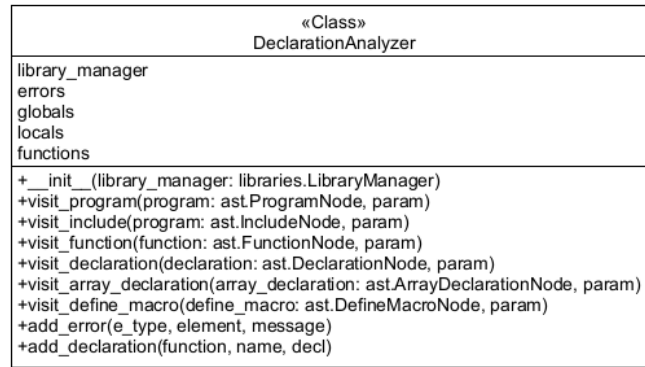 «Class»
DeclarationAnalyzer
library_manager
errors
globals
locals
functions
+__init__(library_manager: libraries.LibraryManager)
+visit_program(program: ast.ProgramNode, param)
+visit_include(program: ast.IncludeNode, param)
+visit_function(function: ast.FunctionNode, param)
+visit_declaration(declaration: ast.DeclarationNode, param)
+visit_array_declaration(array_declaration: ast.ArrayDeclarationNode, param)
+visit_define_macro(define_macro: ast.DefineMacroNode, param)
+add_error(e_type, element, message)
+add_declaration(function, name, decl)